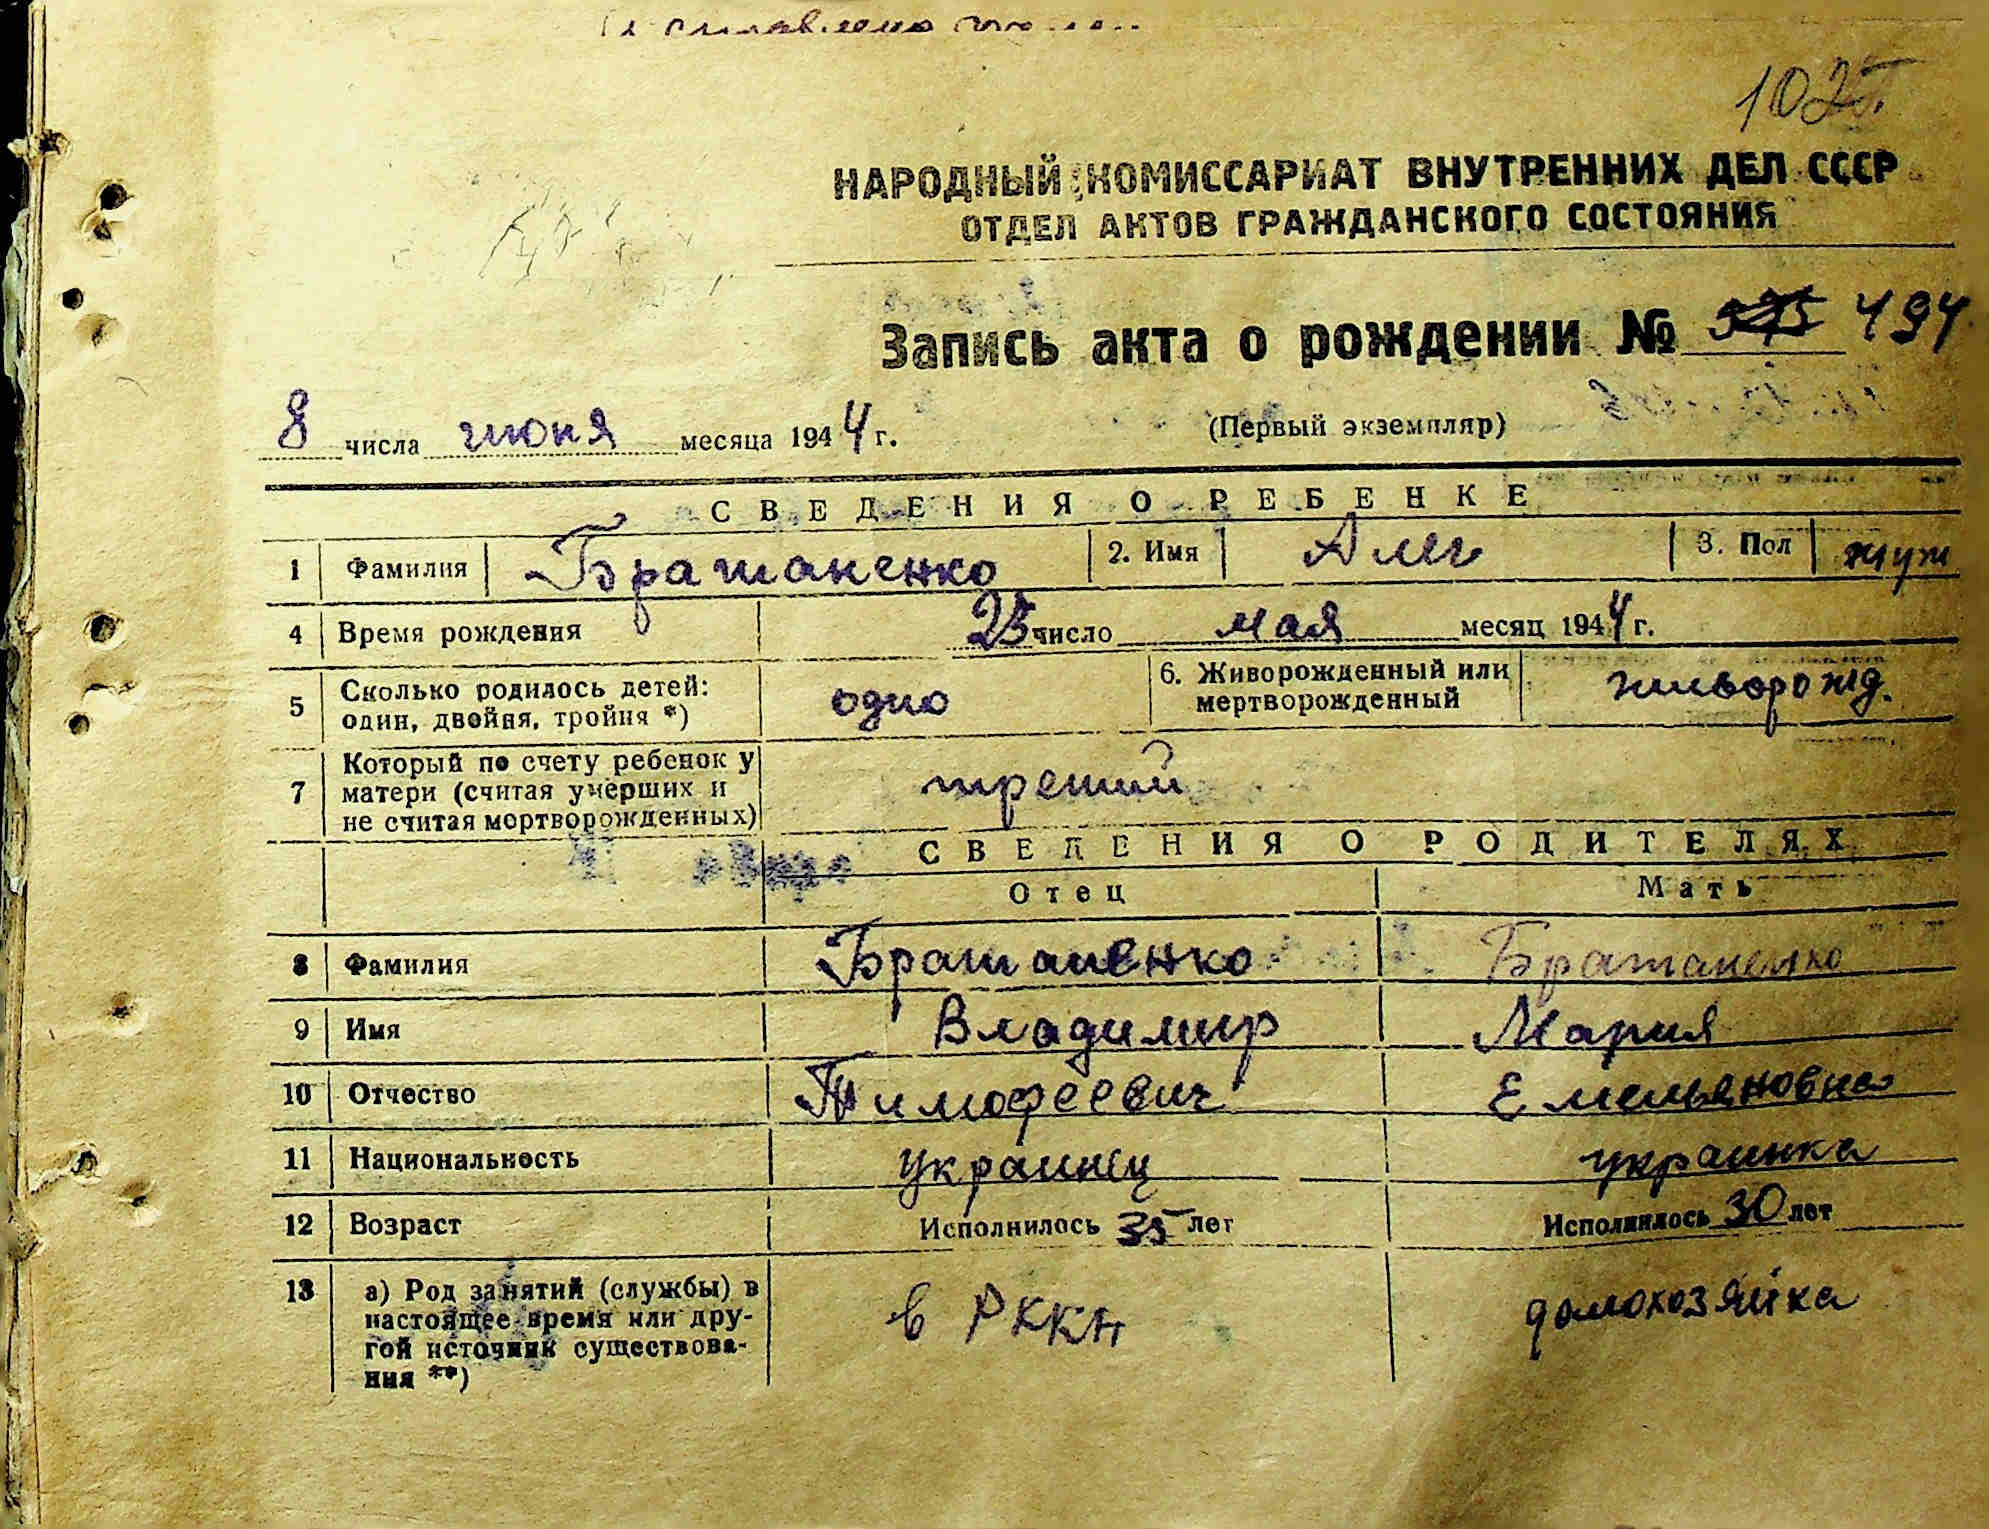 НАРОДНЫЙ КОМИССАРИАТ ВНУТРЕННИХ ДЕЛ СССР
ОТДЕЛ АКТОВ ГРАЖДАНСКОГО СОСТОЯНИЯ
Запись акта о рождении № 575 494
8 числа июня месяца 1944 г. (Первый экземпляр)
СВЕДЕНИЯ О РЕБЕНКЕ
1 Фамилия Братаненко 2. Имя Алег 3. Пол муж
4 Время рождения 25 число мая месяц 1944 г.
5 Сколько родилось детей: один, двойня, тройня *) одно 6. Живорожденный или мертворожденный живорожд.
7 Который по счету ребенок у матери (считая умерших и не считая мертворожденных) третий
СВЕДЕНИЯ О РОДИТЕЛЯХ
Отец Мать
8 Фамилия Братаненко Братаненко
9 Имя Владимир Мария
10 Отчество Тимофеевич Емельяновна
11 Национальность украинец украинка
12 Возраст Исполнилось 35 лет Исполнилось 30 лет
13 а) Род занятий (службы) в настоящее время или другой источник существования **) в РККА домохозяйка